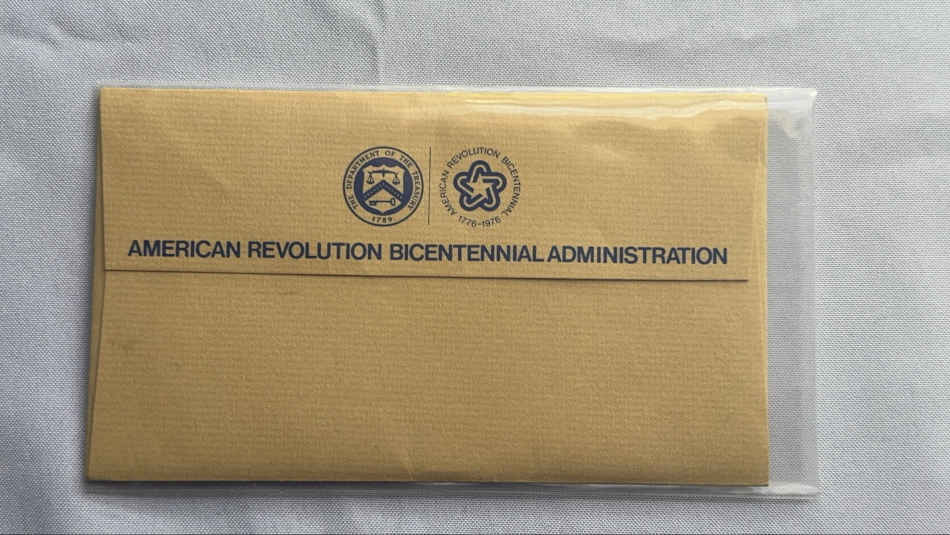 THE DEPARTMENT OF THE TREASURY
1789
AMERICAN REVOLUTION BICENTENNIAL
1776-1976
AMERICAN REVOLUTION BICENTENNIAL ADMINISTRATION